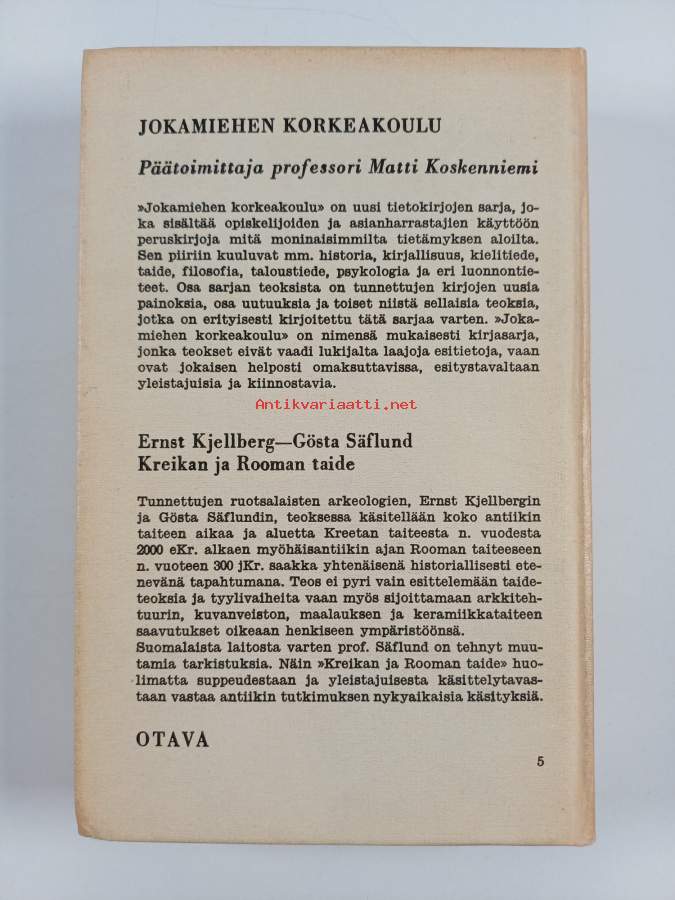 JOKAMIEHEN KORKEAKOULU
Päätoimittaja professori Matti Koskenniemi
»Jokamiehen korkeakoulu» on uusi tietokirjojen sarja, jo-
ka sisältää opiskelijoiden ja asianharrastajien käyttöön
peruskirjoja mitä moninaisimmilta tietämyksen aloilta.
Sen piiriin kuuluvat mm. historia, kirjallisuus, kielitiede,
taide, filosofia, taloustiede, psykologia ja eri luonnontie-
teet. Osa sarjan teoksista on tunnettujen kirjojen uusia
painoksia, osa uutuuksia ja toiset niistä sellaisia teoksia,
jotka on erityisesti kirjoitettu tätä sarjaa varten. »Joka-
miehen korkeakoulu» on nimensä mukaisesti kirjasarja,
jonka teokset eivät vaadi lukijalta laajoja esitietoja, vaan
ovat jokaisen helposti omaksuttavissa, esitystavaltaan
yleistajuisia ja kiinnostavia.
Antikvariaatti.net
Ernst Kjellberg—Gösta Säflund
Kreikan ja Rooman taide
Tunnettujen ruotsalaisten arkeologien, Ernst Kjellbergin
ja Gösta Säflundin, teoksessa käsitellään koko antiikin
taiteen aikaa ja aluetta Kreetan taiteesta n. vuodesta
2000 eKr. alkaen myöhäisantiikin ajan Rooman taiteeseen
n. vuoteen 300 jKr. saakka yhtenäisenä historiallisesti ete-
nevänä tapahtumana. Teos ei pyri vain esittelemään taide-
teoksia ja tyylivaiheita vaan myös sijoittamaan arkkiteh-
tuurin, kuvanveiston, maalauksen ja keramiikkataiteen
saavutukset oikeaan henkiseen ympäristöönsä.
Suomalaista laitosta varten prof. Säflund on tehnyt muu-
tamia tarkistuksia. Näin »Kreikan ja Rooman taide» huo-
limatta suppeudestaan ja yleistajuisesta käsittelytavas-
taan vastaa antiikin tutkimuksen nykyaikaisia käsityksiä.
OTAVA
5